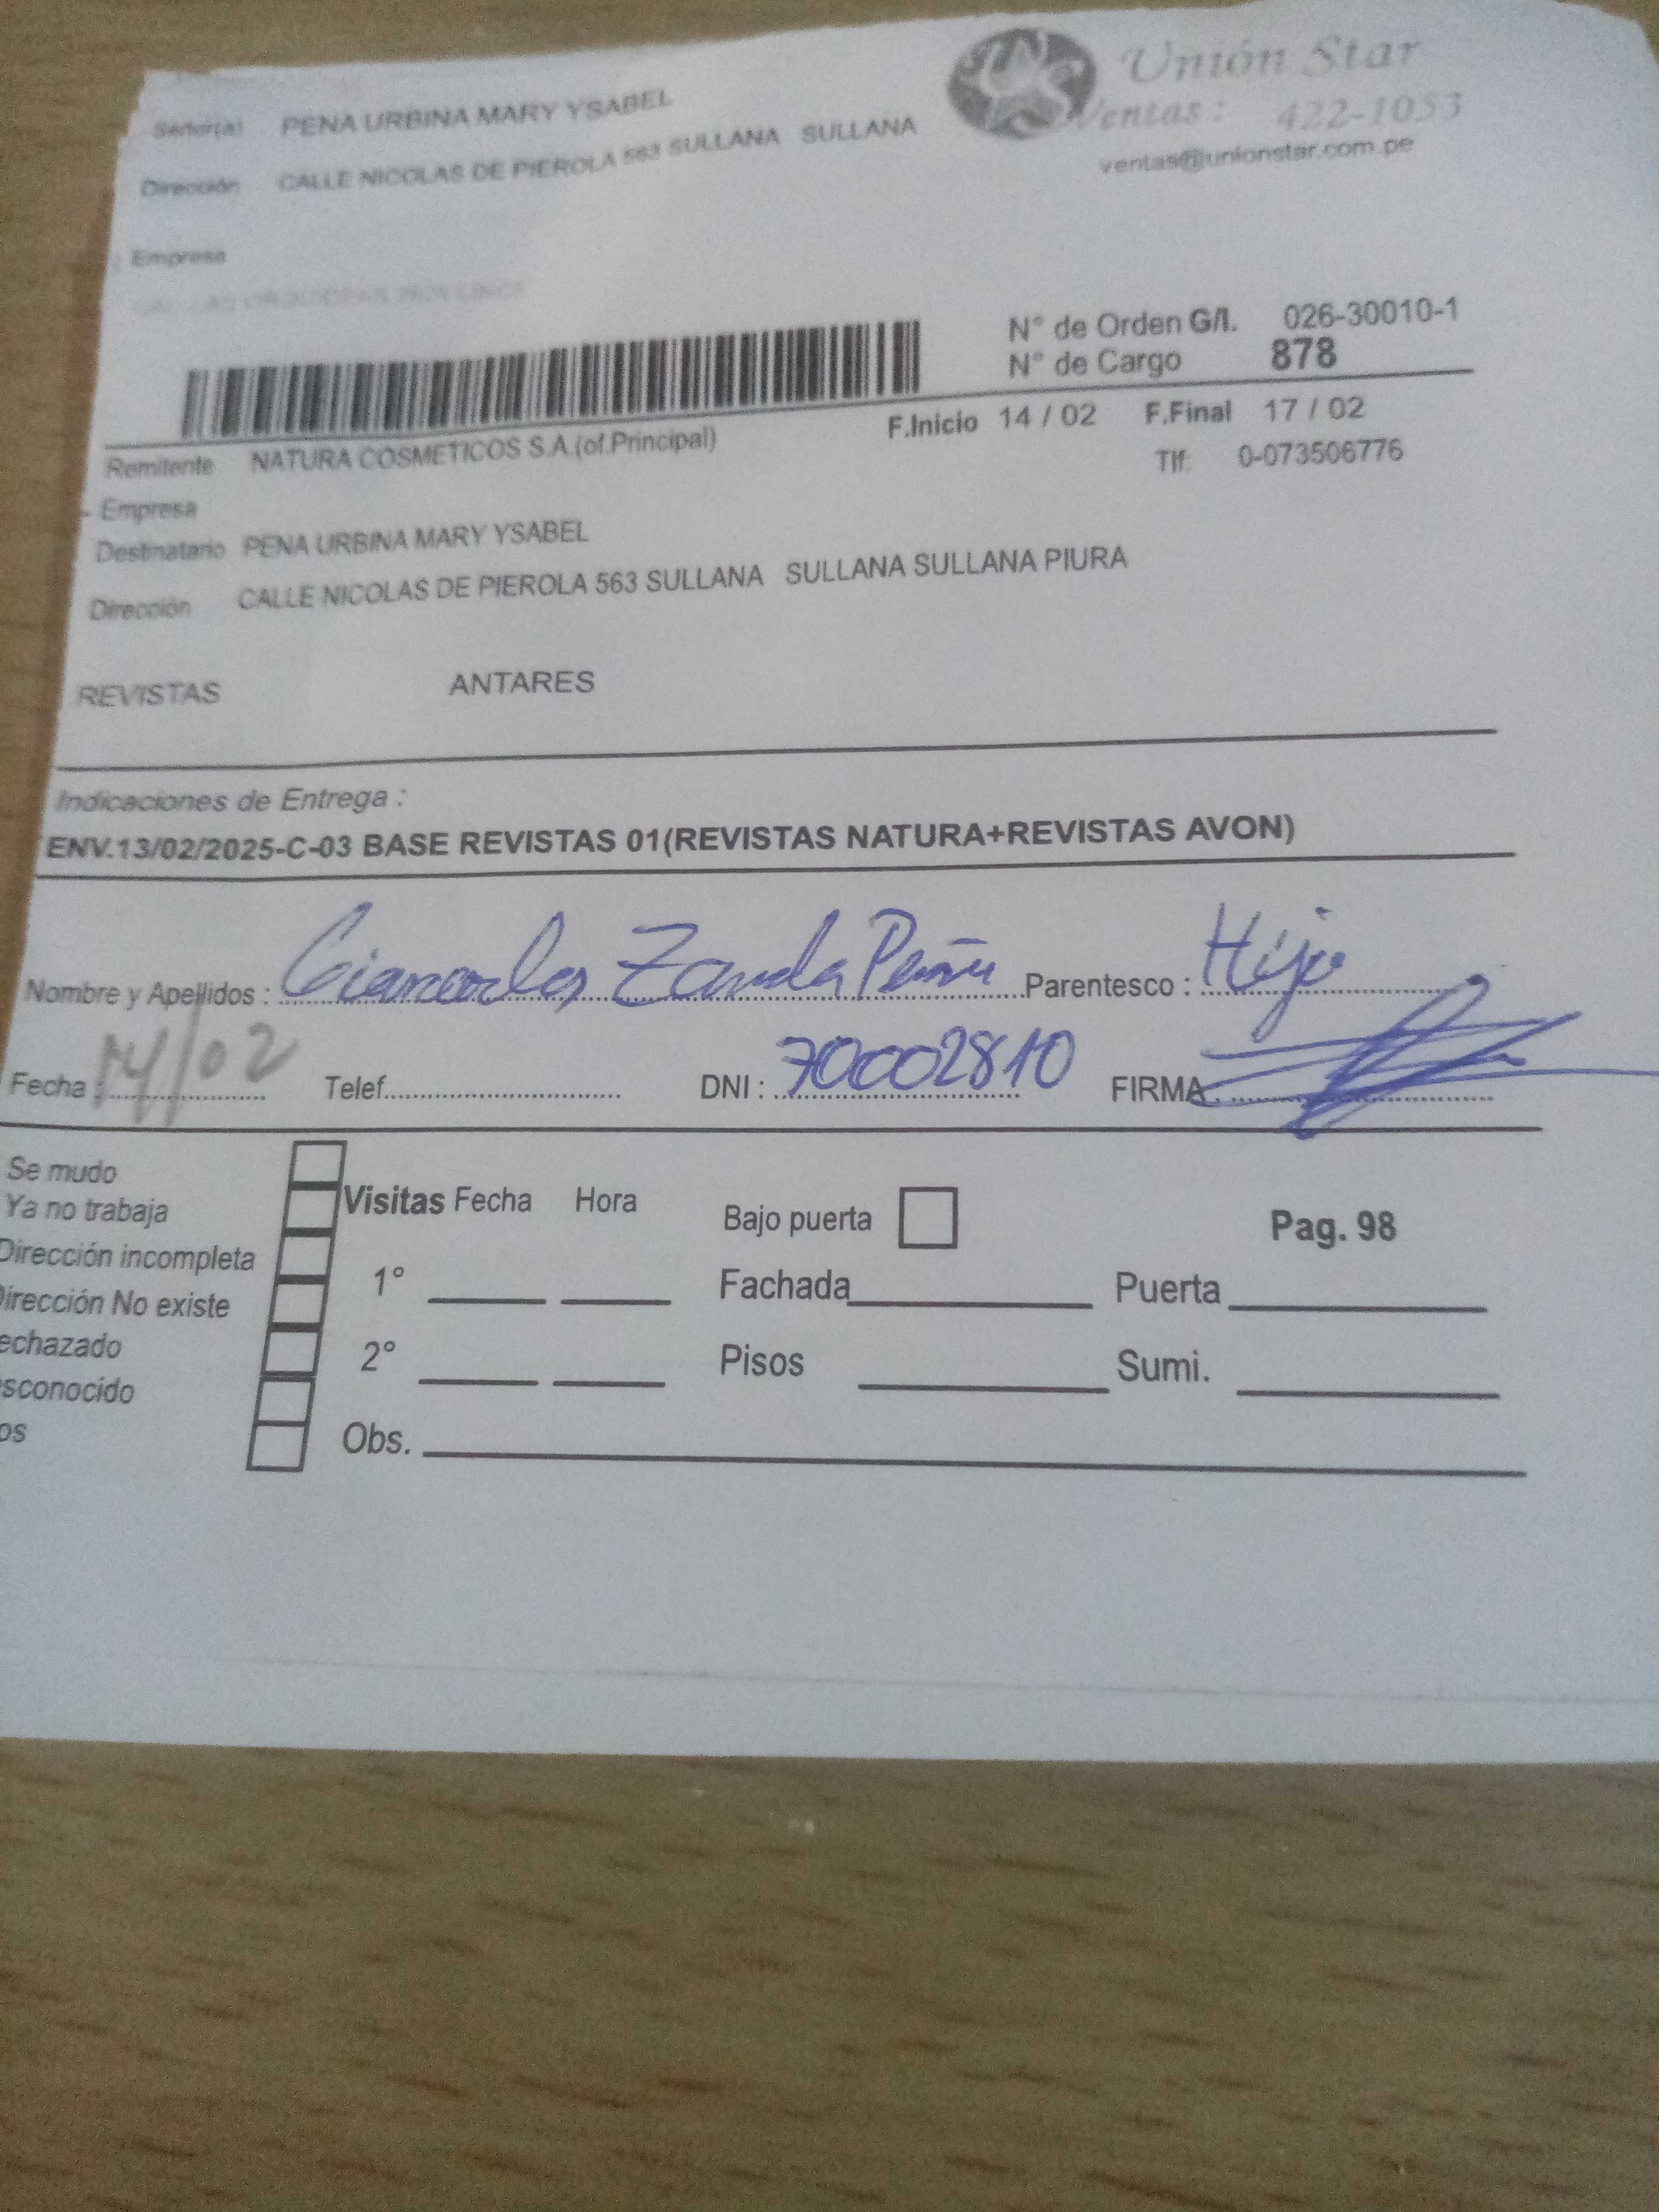 Unión Star
Señor(a) PENA URBINA MARY YSABEL
Ventas : 422-1053
Dirección CALLE NICOLAS DE PIEROLA 563 SULLANA SULLANA
ventas@unionstar.com.pe
Empresa
N° de Orden G/I. 026-30010-1
N° de Cargo 878
F.Inicio 14 / 02 F.Final 17 / 02
Remitente NATURA COSMETICOS S.A.(of.Principal)
Tlf: 0-073506776
Empresa
Destinatario PENA URBINA MARY YSABEL
Dirección CALLE NICOLAS DE PIEROLA 563 SULLANA SULLANA SULLANA PIURA
REVISTAS ANTARES
Indicaciones de Entrega :
ENV.13/02/2025-C-03 BASE REVISTAS 01(REVISTAS NATURA+REVISTAS AVON)
Nombre y Apellidos : Giancarlos Zavala Peña Parentesco : Hijo
Fecha : 14/02 Telef. DNI : 70002810 FIRMA
Se mudo
Ya no trabaja
Visitas Fecha Hora Bajo puerta Pag. 98
Dirección incompleta
1° Fachada Puerta
irección No existe
echazado
2° Pisos Sumi.
sconocido
os
Obs.